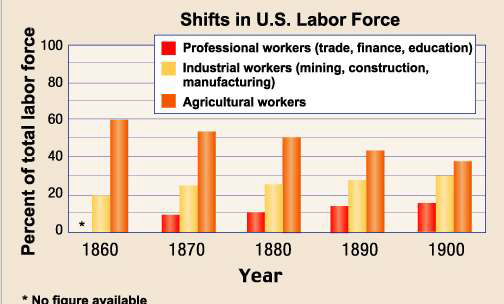 Shifts in U.S. Labor Force
Percent of total labor force
100
80
60
40
20
0
Professional workers (trade, finance, education)
Industrial workers (mining, construction,
manufacturing)
Agricultural workers
*
1860
1870
1880
1890
1900
Year
* No figure available